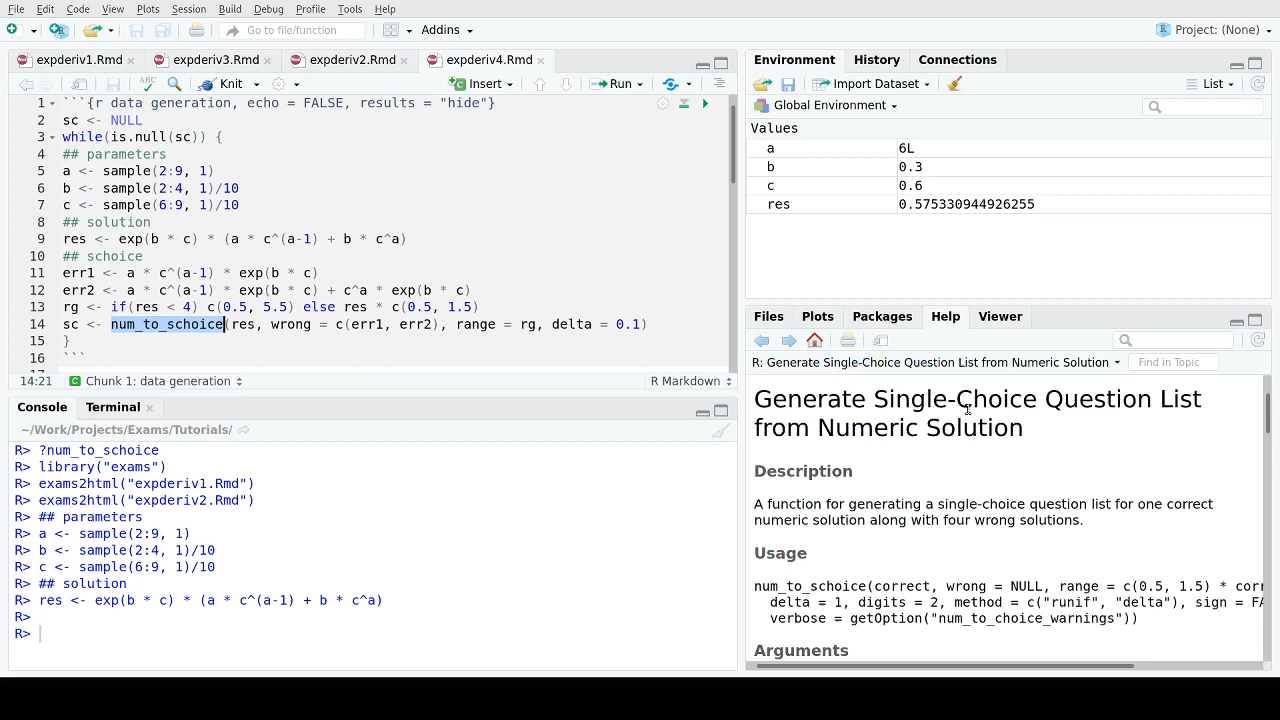 File Edit Code View Plots Session Build Debug Profile Tools Help
Go to file/function Addins Project: (None)
expderiv1.Rmd expderiv3.Rmd expderiv2.Rmd expderiv4.Rmd
ABC Knit Insert Run
1 ```{r data generation, echo = FALSE, results = "hide"}
2 sc <- NULL
3 while(is.null(sc)) {
4 ## parameters
5 a <- sample(2:9, 1)
6 b <- sample(2:4, 1)/10
7 c <- sample(6:9, 1)/10
8 ## solution
9 res <- exp(b * c) * (a * c^(a-1) + b * c^a)
10 ## schoice
11 err1 <- a * c^(a-1) * exp(b * c)
12 err2 <- a * c^(a-1) * exp(b * c) + c^a * exp(b * c)
13 rg <- if(res < 4) c(0.5, 5.5) else res * c(0.5, 1.5)
14 sc <- num_to_schoice(res, wrong = c(err1, err2), range = rg, delta = 0.1)
15 }
16 ```
14:21 Chunk 1: data generation R Markdown
Console Terminal
~/Work/Projects/Exams/Tutorials/
R> ?num_to_schoice
R> library("exams")
R> exams2html("expderiv1.Rmd")
R> exams2html("expderiv2.Rmd")
R> ## parameters
R> a <- sample(2:9, 1)
R> b <- sample(2:4, 1)/10
R> c <- sample(6:9, 1)/10
R> ## solution
R> res <- exp(b * c) * (a * c^(a-1) + b * c^a)
R>
R>
Environment History Connections
Import Dataset List
Global Environment
Values
a 6L
b 0.3
c 0.6
res 0.575330944926255
Files Plots Packages Help Viewer
R: Generate Single-Choice Question List from Numeric Solution Find in Topic
Generate Single-Choice Question List
from Numeric Solution
Description
A function for generating a single-choice question list for one correct
numeric solution along with four wrong solutions.
Usage
num_to_schoice(correct, wrong = NULL, range = c(0.5, 1.5) * corr
delta = 1, digits = 2, method = c("runif", "delta"), sign = FA
verbose = getOption("num_to_choice_warnings"))
Arguments